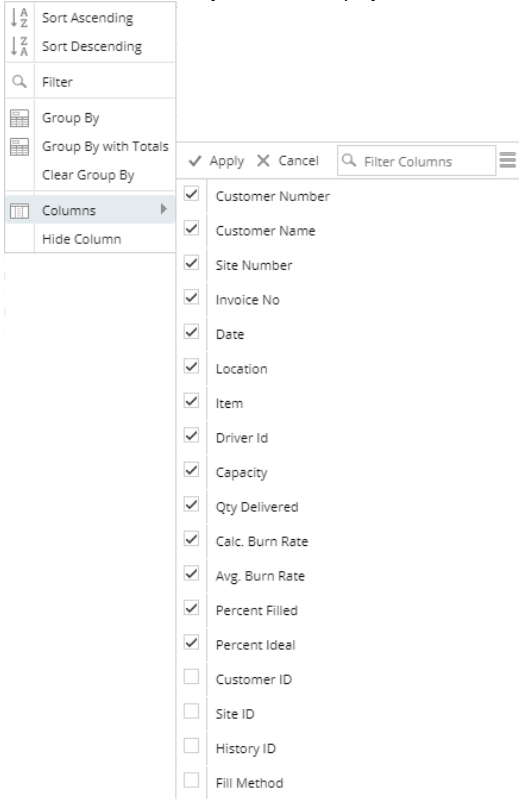 Sort Ascending
Sort Descending
Filter
Group By
Group By with Totals
Clear Group By
Columns
Hide Column
Apply Cancel Filter Columns
Customer Number
Customer Name
Site Number
Invoice No
Date
Location
Item
Driver Id
Capacity
Qty Delivered
Calc. Burn Rate
Avg. Burn Rate
Percent Filled
Percent Ideal
Customer ID
Site ID
History ID
Fill Method